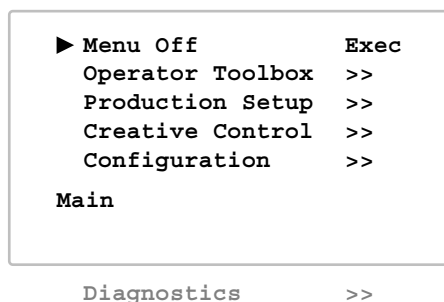 ▶ Menu Off Exec
Operator Toolbox >>
Production Setup >>
Creative Control >>
Configuration >>
Main
Diagnostics >>